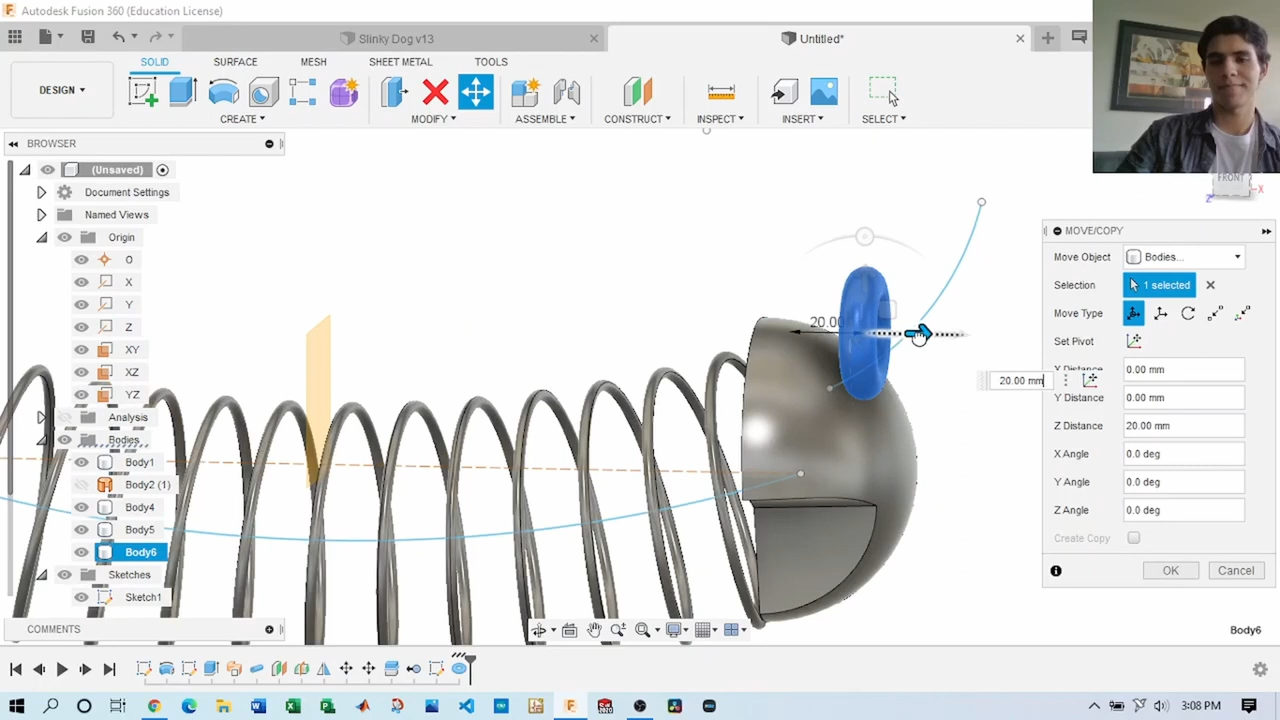 Autodesk Fusion 360 (Education License)
Slinky Dog v13
Untitled*
SOLID SURFACE MESH SHEET METAL TOOLS
DESIGN
CREATE MODIFY ASSEMBLE CONSTRUCT INSPECT INSERT SELECT
BROWSER
(Unsaved)
Document Settings
Named Views
Origin
O
X
Y
Z
XY
XZ
YZ
Analysis
Bodies
Body1
Body2 (1)
Body4
Body5
Body6
Sketches
Sketch1
COMMENTS
20.00
20.00 mm
FRONT
Z
X
MOVE/COPY
Move Object Bodies...
Selection 1 selected
Move Type
Set Pivot
X Distance 0.00 mm
Y Distance 0.00 mm
Z Distance 20.00 mm
X Angle 0.0 deg
Y Angle 0.0 deg
Z Angle 0.0 deg
Create Copy
OK Cancel
Body6
3:08 PM